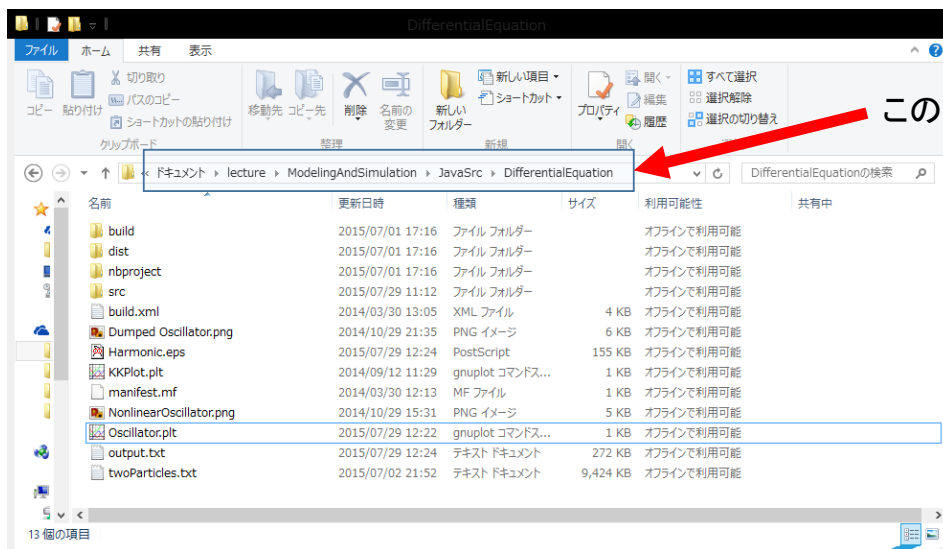 DifferentialEquation
ファイル ホーム 共有 表示
コピー 貼り付け 切り取り パスのコピー ショートカットの貼り付け
移動先 コピー先 削除 名前の変更
新しいフォルダー 新しい項目 ショートカット
プロパティ 開く 編集 履歴
すべて選択 選択解除 選択の切り替え
この
クリップボード 整理 新規 開く
« ドキュメント lecture ModelingAndSimulation JavaSrc DifferentialEquation DifferentialEquationの検索
名前 更新日時 種類 サイズ 利用可能性 共有中
build 2015/07/01 17:16 ファイル フォルダー オフラインで利用可能
dist 2015/07/01 17:16 ファイル フォルダー オフラインで利用可能
nbproject 2015/07/01 17:16 ファイル フォルダー オフラインで利用可能
src 2015/07/29 11:12 ファイル フォルダー オフラインで利用可能
build.xml 2014/03/30 13:05 XML ファイル 4 KB オフラインで利用可能
Dumped Oscillator.png 2014/10/29 21:35 PNG イメージ 6 KB オフラインで利用可能
Harmonic.eps 2015/07/29 12:24 PostScript 155 KB オフラインで利用可能
KKPlot.plt 2014/09/12 11:29 gnuplot コマンドス... 1 KB オフラインで利用可能
manifest.mf 2014/03/30 12:13 MF ファイル 1 KB オフラインで利用可能
NonlinearOscillator.png 2014/10/29 15:31 PNG イメージ 5 KB オフラインで利用可能
Oscillator.plt 2015/07/29 12:22 gnuplot コマンドス... 1 KB オフラインで利用可能
output.txt 2015/07/29 12:24 テキスト ドキュメント 272 KB オフラインで利用可能
twoParticles.txt 2015/07/02 21:52 テキスト ドキュメント 9,424 KB オフラインで利用可能
13 個の項目